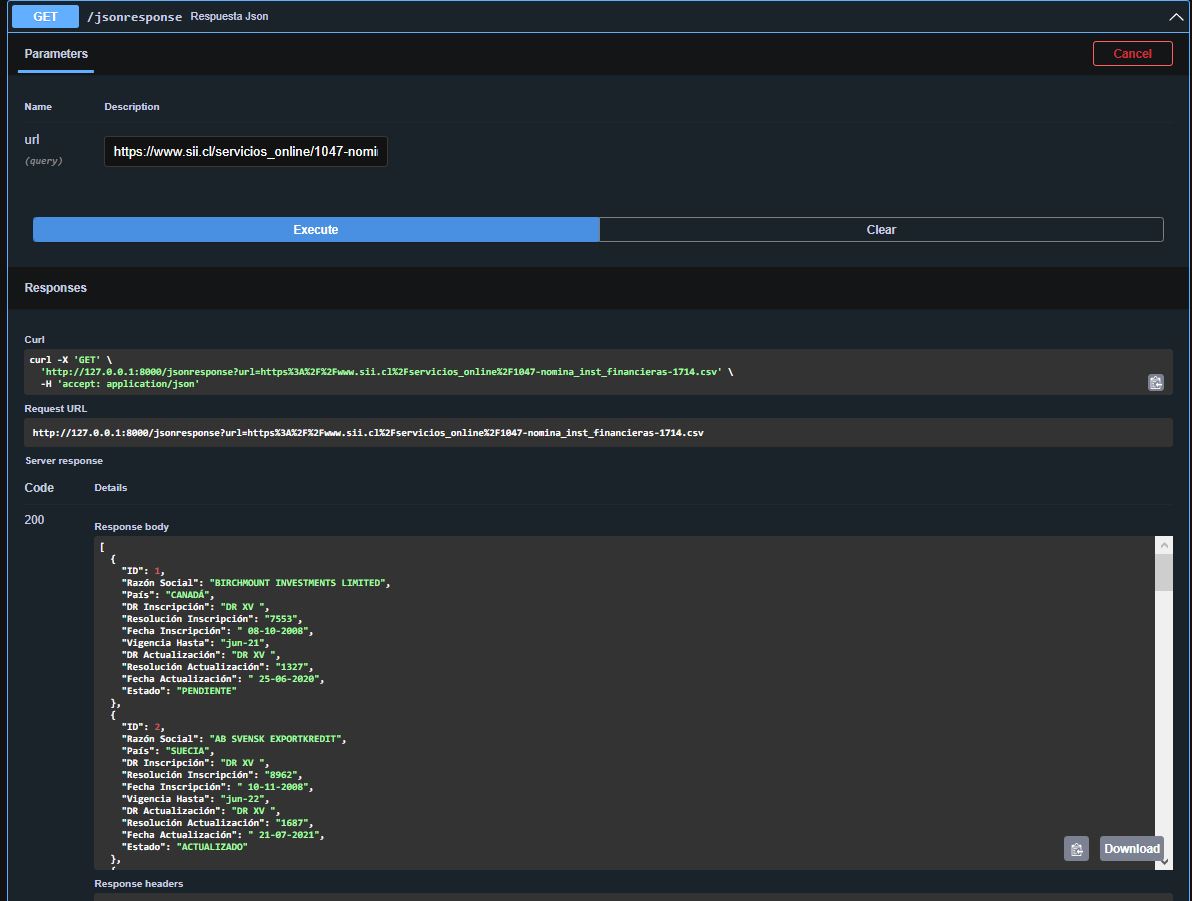 GET /jsonresponse Respuesta Json
Parameters
Cancel
Name Description
url
(query)
https://www.sii.cl/servicios_online/1047-nomi
Execute
Clear
Responses
Curl
curl -X 'GET' \
'http://127.0.0.1:8000/jsonresponse?url=https%3A%2F%2Fwww.sii.cl%2Fservicios_online%2F1047-nomina_inst_financieras-1714.csv' \
-H 'accept: application/json'
Request URL
http://127.0.0.1:8000/jsonresponse?url=https%3A%2F%2Fwww.sii.cl%2Fservicios_online%2F1047-nomina_inst_financieras-1714.csv
Server response
Code Details
200
Response body
[
{
"ID": 1,
"Razón Social": "BIRCHMOUNT INVESTMENTS LIMITED",
"País": "CANADÁ",
"DR Inscripción": "DR XV ",
"Resolución Inscripción": "7553",
"Fecha Inscripción": " 08-10-2008",
"Vigencia Hasta": "jun-21",
"DR Actualización": "DR XV ",
"Resolución Actualización": "1327",
"Fecha Actualización": " 25-06-2020",
"Estado": "PENDIENTE"
},
{
"ID": 2,
"Razón Social": "AB SVENSK EXPORTKREDIT",
"País": "SUECIA",
"DR Inscripción": "DR XV ",
"Resolución Inscripción": "8962",
"Fecha Inscripción": " 10-11-2008",
"Vigencia Hasta": "jun-22",
"DR Actualización": "DR XV ",
"Resolución Actualización": "1687",
"Fecha Actualización": " 21-07-2021",
"Estado": "ACTUALIZADO"
},
{
Download
Response headers